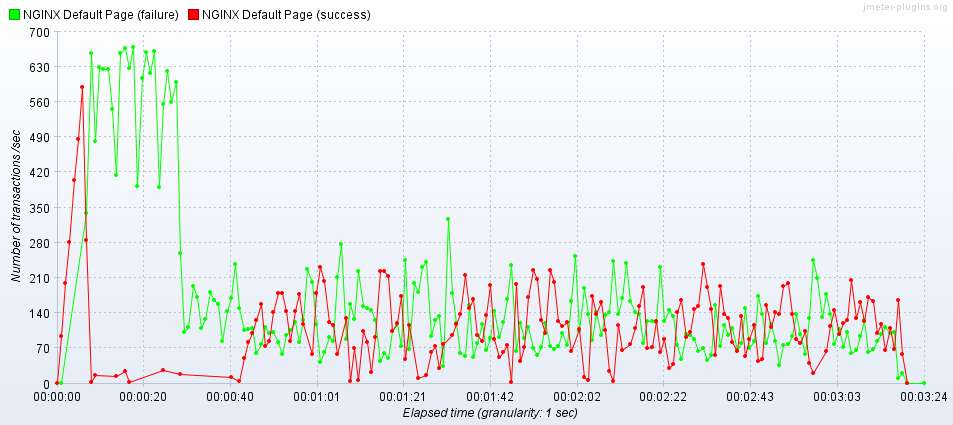 jmeter-plugins.org
NGINX Default Page (failure) NGINX Default Page (success)
700
630
560
490
420
350
280
210
140
70
0
Number of transactions /sec
00:00:00 00:00:20 00:00:40 00:01:01 00:01:21 00:01:42 00:02:02 00:02:22 00:02:43 00:03:03 00:03:24
Elapsed time (granularity: 1 sec)